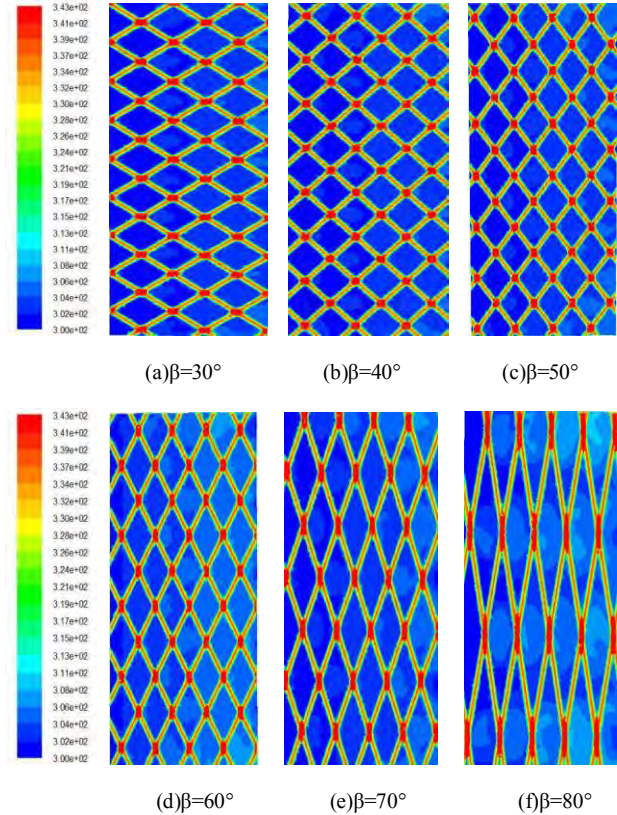 3.43e+02
3.41e+02
3.39e+02
3.37e+02
3.34e+02
3.32e+02
3.30e+02
3.28e+02
3.26e+02
3.24e+02
3.21e+02
3.19e+02
3.17e+02
3.15e+02
3.13e+02
3.11e+02
3.08e+02
3.06e+02
3.04e+02
3.02e+02
3.00e+02
(a)β=30°
(b)β=40°
(c)β=50°
3.43e+02
3.41e+02
3.39e+02
3.37e+02
3.34e+02
3.32e+02
3.30e+02
3.28e+02
3.26e+02
3.24e+02
3.21e+02
3.19e+02
3.17e+02
3.15e+02
3.13e+02
3.11e+02
3.08e+02
3.06e+02
3.04e+02
3.02e+02
3.00e+02
(d)β=60°
(e)β=70°
(f)β=80°